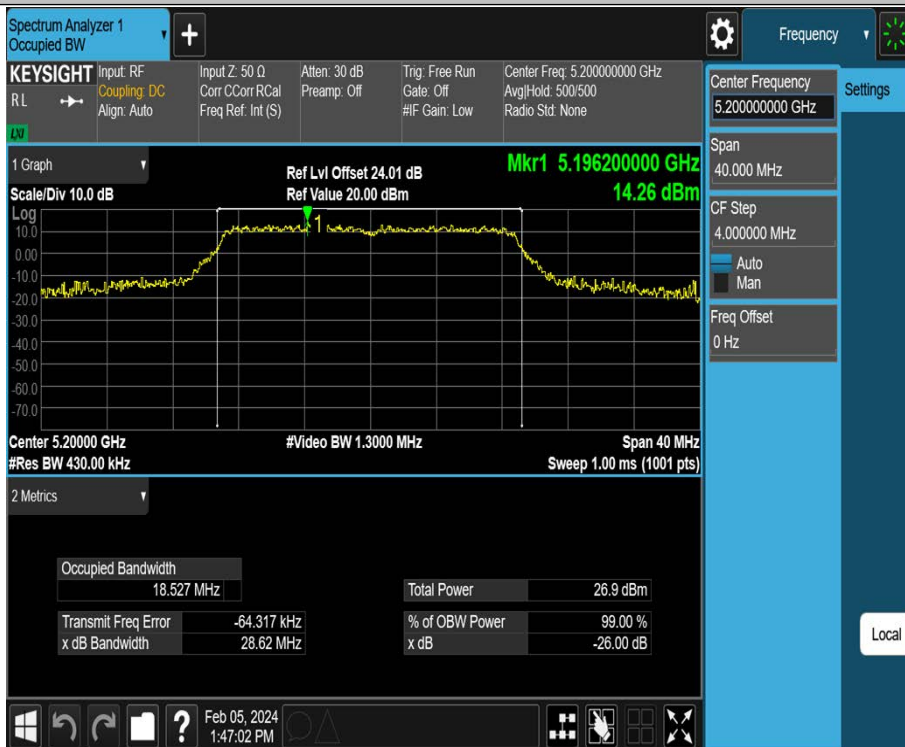 Spectrum Analyzer 1
Occupied BW
+
Frequency
KEYSIGHT
RL
LXI
Input: RF
Coupling: DC
Align: Auto
Input Z: 50 Ω
Corr CCorr RCal
Freq Ref: Int (S)
Atten: 30 dB
Preamp: Off
Trig: Free Run
Gate: Off
#IF Gain: Low
Center Freq: 5.200000000 GHz
Avg|Hold: 500/500
Radio Std: None
Center Frequency
5.200000000 GHz
Settings
Span
40.000 MHz
CF Step
4.000000 MHz
Auto
Man
Freq Offset
0 Hz
1 Graph
Scale/Div 10.0 dB
Ref Lvl Offset 24.01 dB
Ref Value 20.00 dBm
Mkr1 5.196200000 GHz
14.26 dBm
Log
10.0
0.00
-10.0
-20.0
-30.0
-40.0
-50.0
-60.0
-70.0
1
Center 5.20000 GHz
#Res BW 430.00 kHz
#Video BW 1.3000 MHz
Span 40 MHz
Sweep 1.00 ms (1001 pts)
2 Metrics
Occupied Bandwidth
18.527 MHz
Total Power 26.9 dBm
Transmit Freq Error -64.317 kHz
% of OBW Power 99.00 %
x dB Bandwidth 28.62 MHz
x dB -26.00 dB
Local
?
Feb 05, 2024
1:47:02 PM